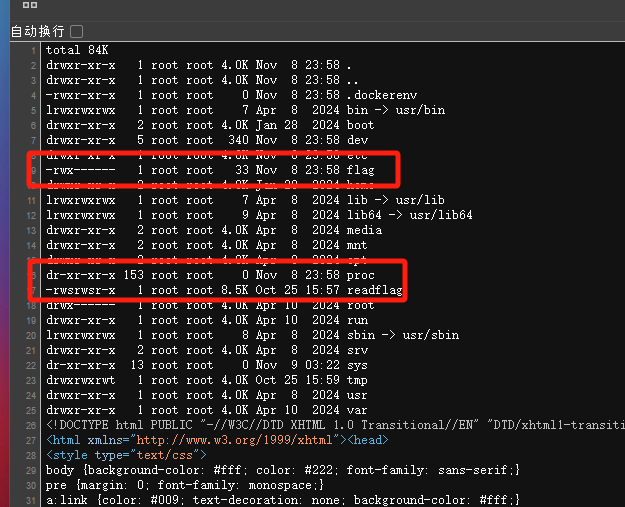 自动换行
1 total 84K
2 drwxr-xr-x 1 root root 4.0K Nov 8 23:58 .
3 drwxr-xr-x 1 root root 4.0K Nov 8 23:58 ..
4 -rwxr-xr-x 1 root root 0 Nov 8 23:58 .dockerenv
5 lrwxrwxrwx 1 root root 7 Apr 8 2024 bin -> usr/bin
6 drwxr-xr-x 2 root root 4.0K Jan 28 2024 boot
7 drwxr-xr-x 5 root root 340 Nov 8 23:58 dev
8 drwxr-xr-x 1 root root 4.0K Nov 8 23:58 etc
9 -rwx------ 1 root root 33 Nov 8 23:58 flag
drwxr-xr-x 2 root root 4.0K Jan 28 2024 home
11 lrwxrwxrwx 1 root root 7 Apr 8 2024 lib -> usr/lib
12 lrwxrwxrwx 1 root root 9 Apr 8 2024 lib64 -> usr/lib64
13 drwxr-xr-x 2 root root 4.0K Apr 8 2024 media
14 drwxr-xr-x 2 root root 4.0K Apr 8 2024 mnt
drwxr-xr-x 2 root root 4.0K Apr 8 2024 opt
dr-xr-xr-x 153 root root 0 Nov 8 23:58 proc
-rwsrwsr-x 1 root root 8.5K Oct 25 15:57 readflag
18 drwx------ 1 root root 4.0K Apr 10 2024 root
19 drwxr-xr-x 1 root root 4.0K Apr 10 2024 run
20 lrwxrwxrwx 1 root root 8 Apr 8 2024 sbin -> usr/sbin
21 drwxr-xr-x 2 root root 4.0K Apr 8 2024 srv
22 dr-xr-xr-x 13 root root 0 Nov 9 03:22 sys
23 drwxrwxrwt 1 root root 4.0K Oct 25 15:59 tmp
24 drwxr-xr-x 1 root root 4.0K Apr 8 2024 usr
25 drwxr-xr-x 1 root root 4.0K Apr 10 2024 var
26 <!DOCTYPE html PUBLIC "-//W3C//DTD XHTML 1.0 Transitional//EN" "DTD/xhtml1-transiti
27 <html xmlns="http://www.w3.org/1999/xhtml"><head>
28 <style type="text/css">
29 body {background-color: #fff; color: #222; font-family: sans-serif;}
30 pre {margin: 0; font-family: monospace;}
31 a:link {color: #009; text-decoration: none; background-color: #fff;}